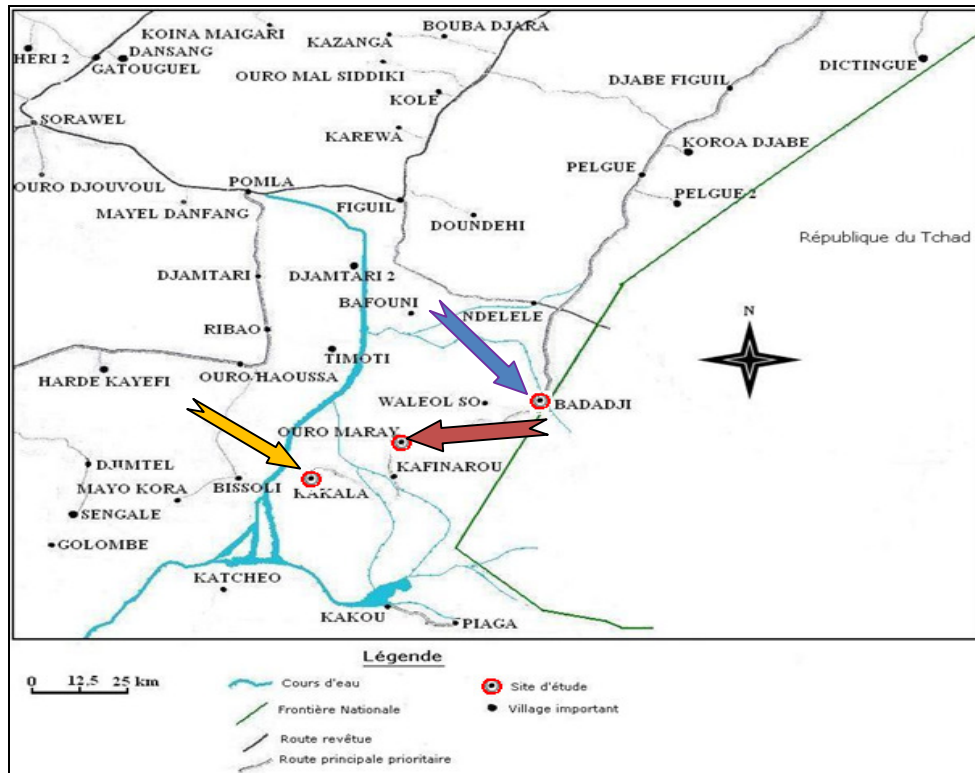 KOINA MAIGARI
BOUBA DJARA
KAZANGA
HERI 2
DANSANG
GATOUGUEL
OURO MAL SIDDIKI
DJABE FIGUIL
DICTINGUE
KOLE
SORAWEL
KAREWA
KOROA DJABE
PELGUE
OURO DJOUVOUL
POMLA
MAYEL DANFANG
FIGUIL
DOUNDEHI
PELGUE 2
République du Tchad
DJAMTARI
DJAMTARI 2
BAFOUNI
NDELELE
N
RIBAO
TIMOTI
HARDE KAYEFI
OURO HAOUSSA
WALEOL SO
BADADJI
OURO MARAY
DJIMTEL
KAFINAROU
MAYO KORA
BISSOLI
KAKALA
SENGALE
GOLOMBE
KATCHEO
KAKOU
PIAGA
Légende
0 12,5 25 km
Cours d'eau
Site d'étude
Frontière Nationale
Village important
Route revêtue
Route principale prioritaire